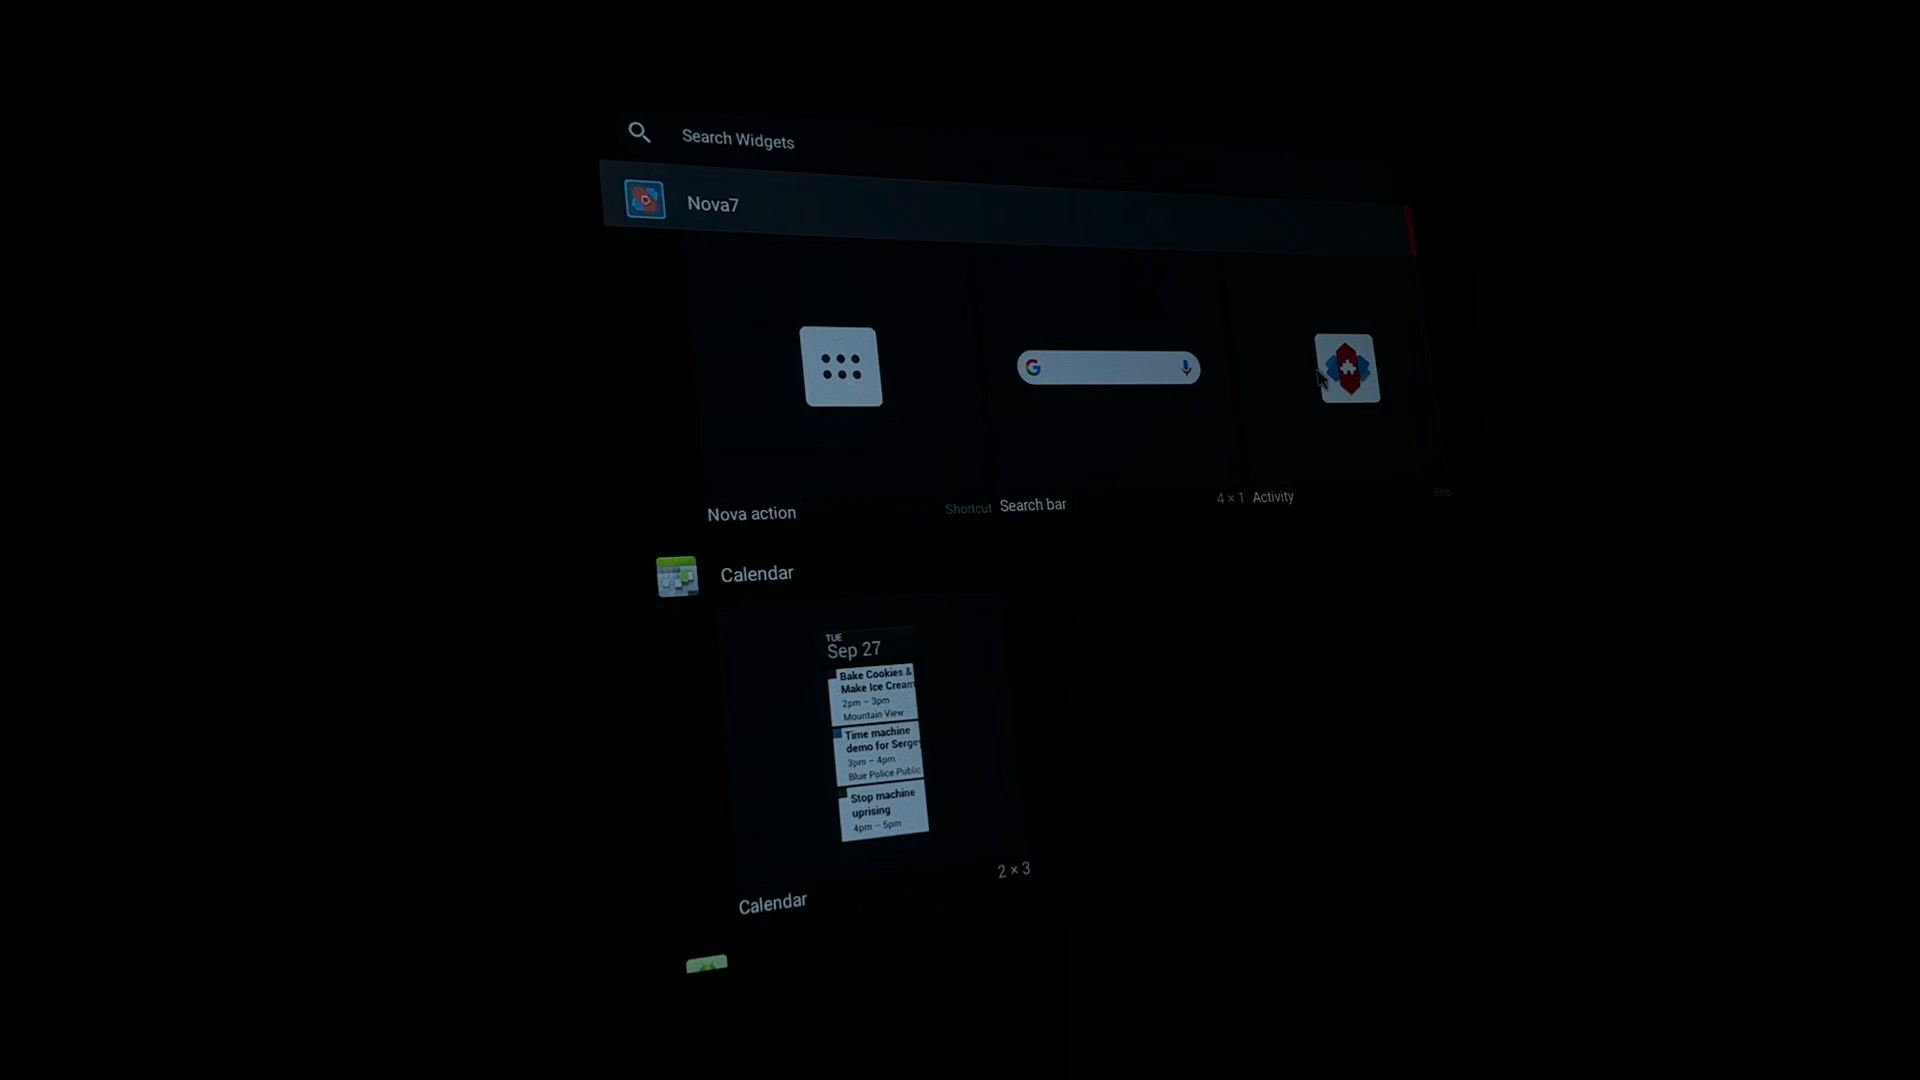 Search Widgets
Nova7
Nova action
Shortcut
Search bar
4 × 1
Activity
Sho
Calendar
TUE
Sep 27
Bake Cookies &
Make Ice Cream
2pm – 3pm
Mountain View
Time machine
demo for Sergey
3pm – 4pm
Blue Police Public
Stop machine
uprising
4pm – 5pm
2 × 3
Calendar